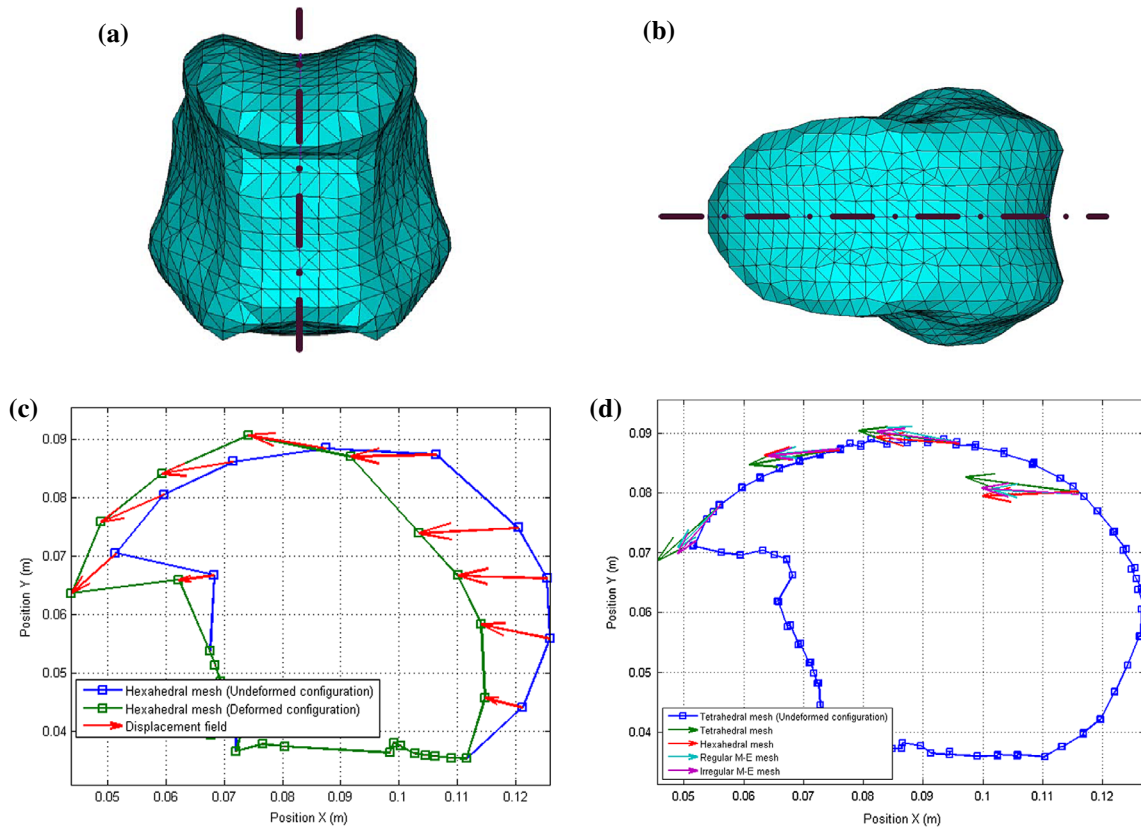 (a)
(b)
(c)
0.09
0.08
0.07
0.06
0.05
0.04
Position Y (m)
Hexahedral mesh (Undeformed configuration)
Hexahedral mesh (Deformed configuration)
Displacement field
0.05 0.06 0.07 0.08 0.09 0.1 0.11 0.12
Position X (m)
(d)
0.09
0.08
0.07
0.06
0.05
0.04
Position Y (m)
Tetrahedral mesh (Undeformed configuration)
Tetrahedral mesh
Hexahedral mesh
Regular M-E mesh
Irregular M-E mesh
0.05 0.06 0.07 0.08 0.09 0.1 0.11 0.12
Position X (m)